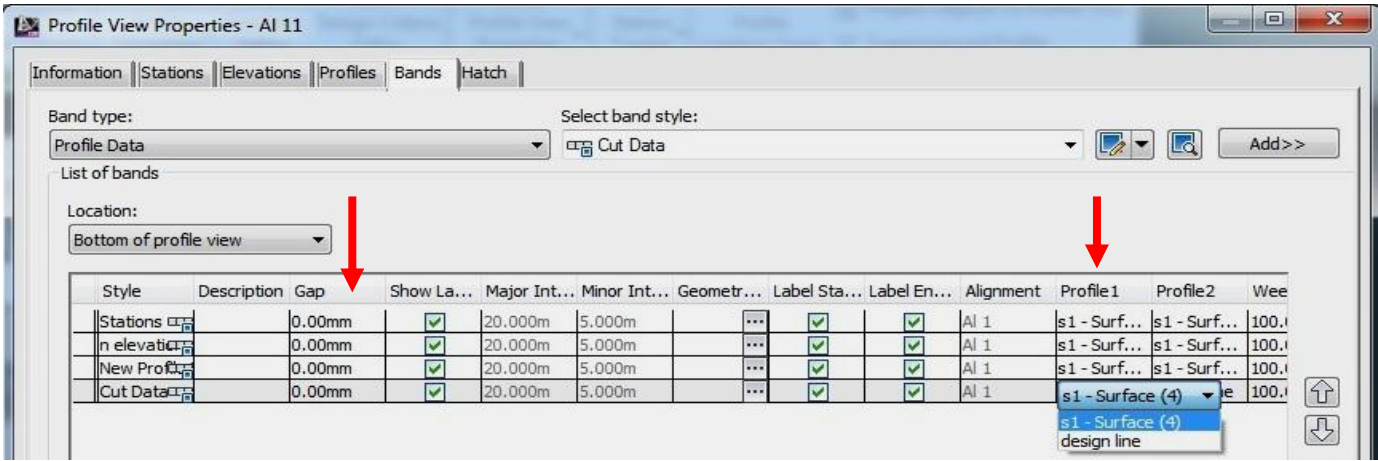 Profile View Properties - Al 11
Information Stations Elevations Profiles Bands Hatch
Band type: Select band style:
Profile Data Cut Data Add>>
List of bands
Location:
Bottom of profile view
Style Description Gap Show La... Major Int... Minor Int... Geometr... Label Sta... Label En... Alignment Profile1 Profile2 Wee
Stations 0.00mm 20.000m 5.000m ... Al 1 s1 - Surf... s1 - Surf... 100.
n elevati 0.00mm 20.000m 5.000m ... Al 1 s1 - Surf... s1 - Surf... 100.
New Prof 0.00mm 20.000m 5.000m ... Al 1 s1 - Surf... s1 - Surf... 100.
Cut Data 0.00mm 20.000m 5.000m ... Al 1 s1 - Surface (4) e 100.
s1 - Surface (4)
design line